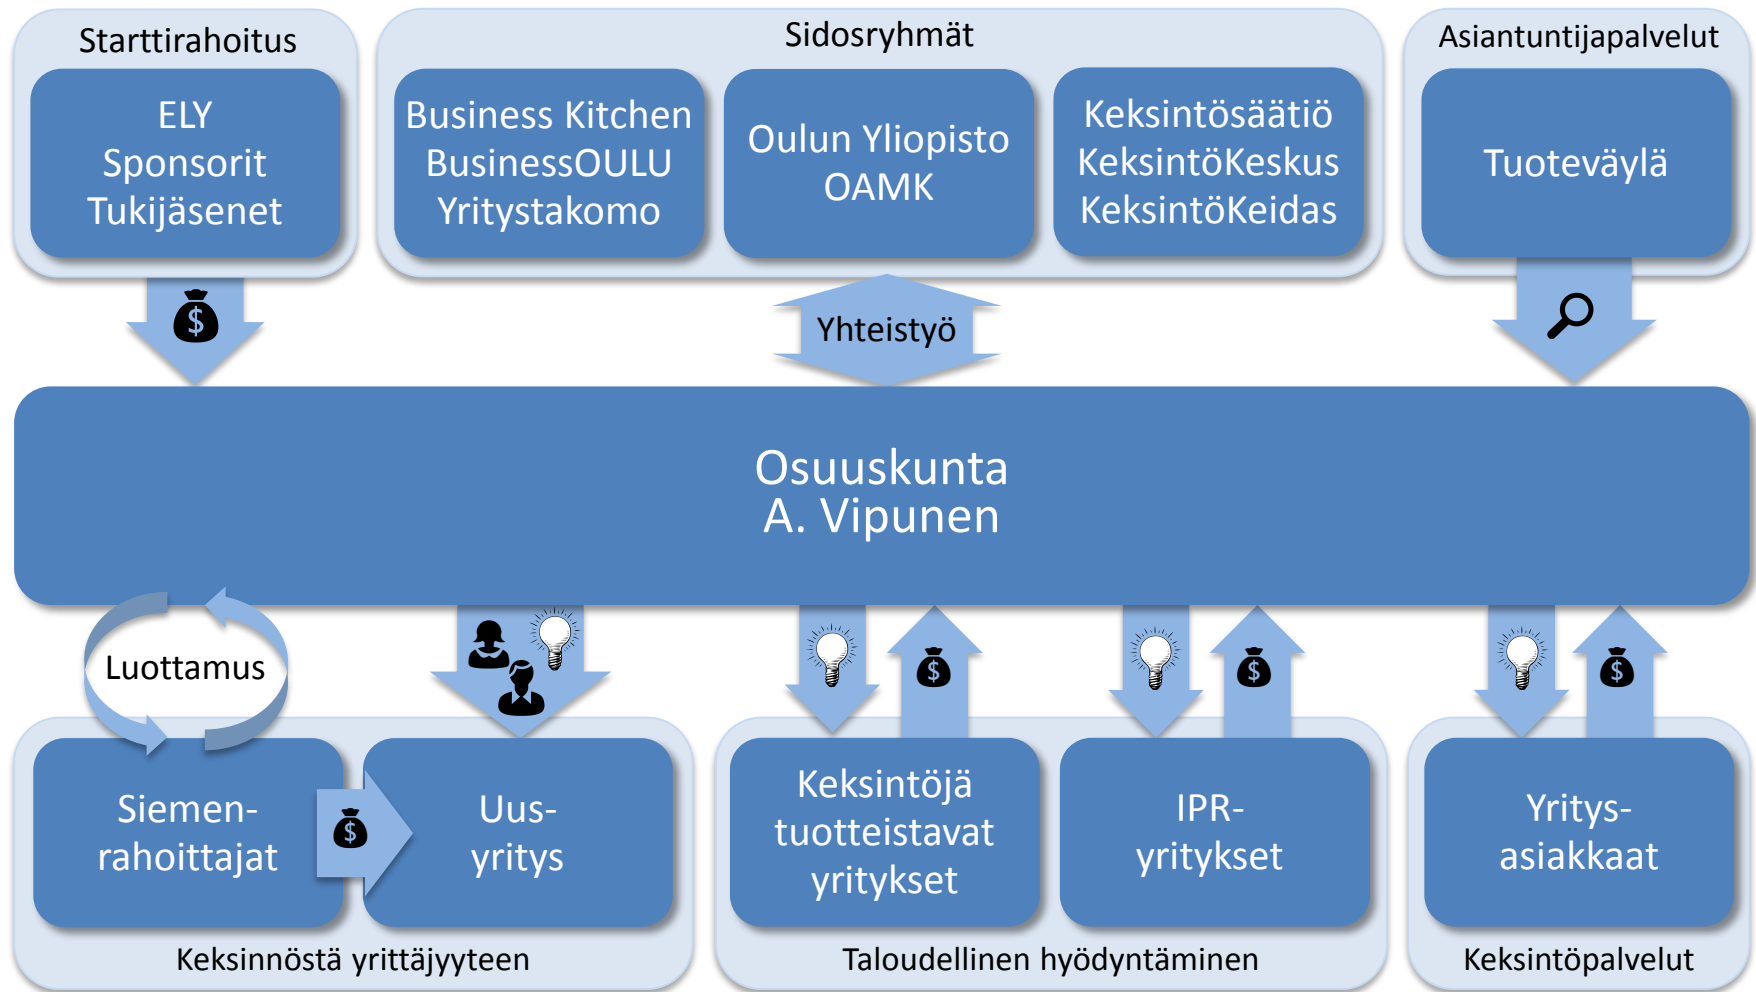 Starttirahoitus
ELY
Sponsorit
Tukijäsenet
Sidosryhmät
Business Kitchen
BusinessOULU
Yritystakomo
Oulun Yliopisto
OAMK
Keksintösäätiö
KeksintöKeskus
KeksintöKeidas
Asiantuntijapalvelut
Tuoteväylä
$
Yhteistyö
Osuuskunta
A. Vipunen
Luottamus
$
$
$
Siemen-
rahoittajat
$
Uus-
yritys
Keksintöjä
tuotteistavat
yritykset
IPR-
yritykset
Yritys-
asiakkaat
Keksinnöstä yrittäjyyteen
Taloudellinen hyödyntäminen
Keksintöpalvelut